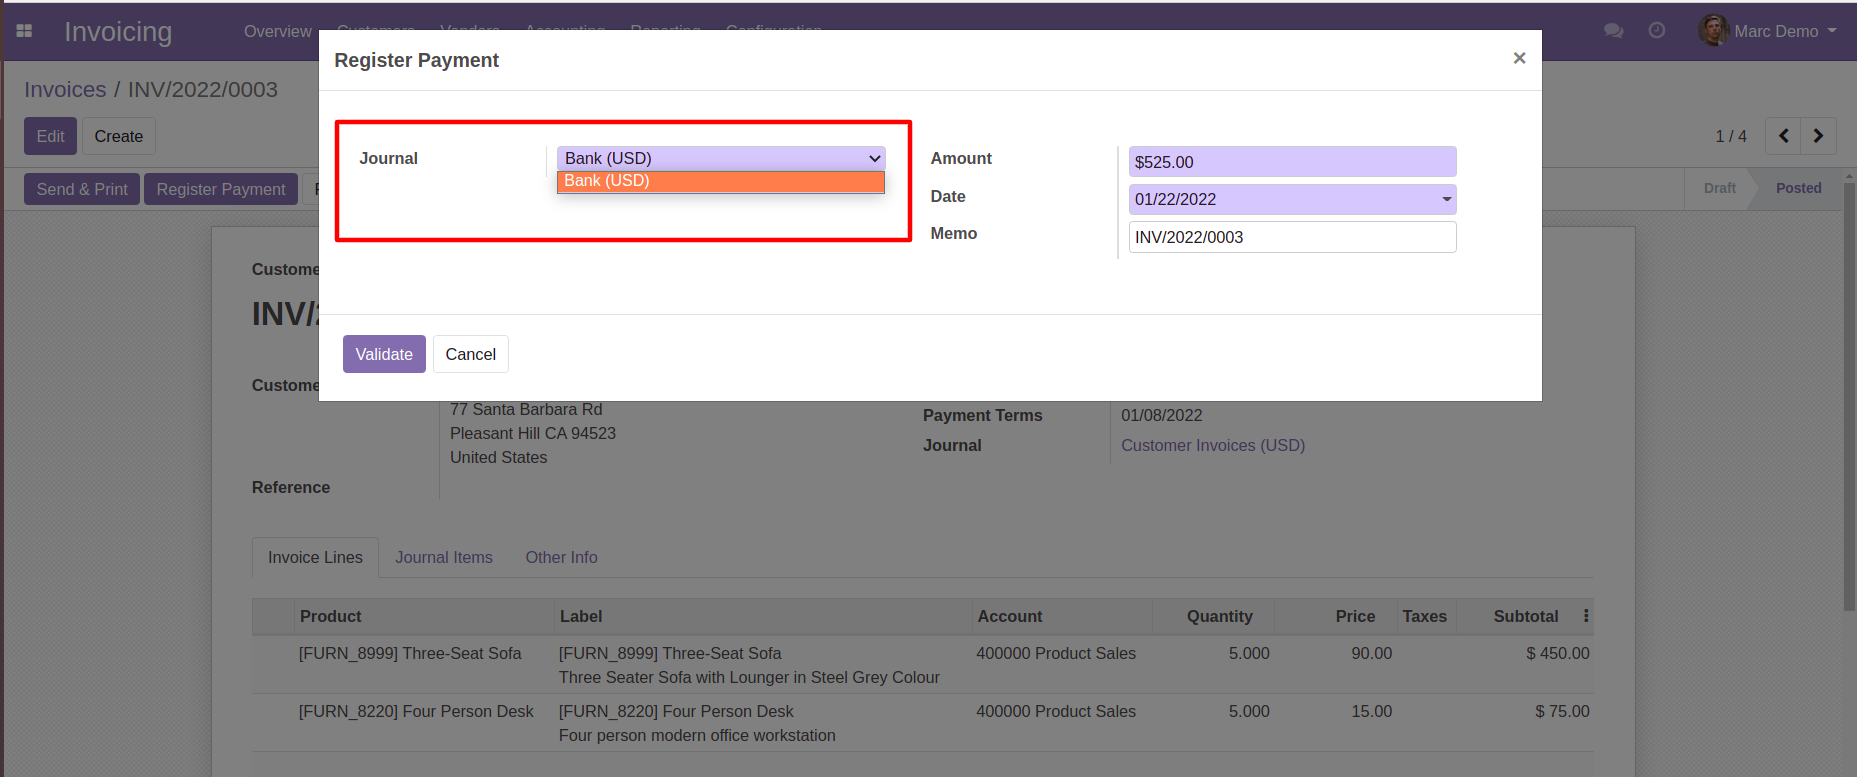 Invoicing
Overview Customers Vendors Accounting Reporting Configuration
Marc Demo
Invoices / INV/2022/0003
Edit Create
1 / 4
Send & Print Register Payment
Draft Posted
Register Payment
×
Journal
Bank (USD)
Bank (USD)
Amount $525.00
Date 01/22/2022
Memo INV/2022/0003
Validate Cancel
Custome
INV/
Custome
77 Santa Barbara Rd
Pleasant Hill CA 94523
United States
Reference
Payment Terms 01/08/2022
Journal Customer Invoices (USD)
Invoice Lines Journal Items Other Info
Product Label Account Quantity Price Taxes Subtotal
[FURN_8999] Three-Seat Sofa [FURN_8999] Three-Seat Sofa 400000 Product Sales 5.000 90.00 $ 450.00
Three Seater Sofa with Lounger in Steel Grey Colour
[FURN_8220] Four Person Desk [FURN_8220] Four Person Desk 400000 Product Sales 5.000 15.00 $ 75.00
Four person modern office workstation